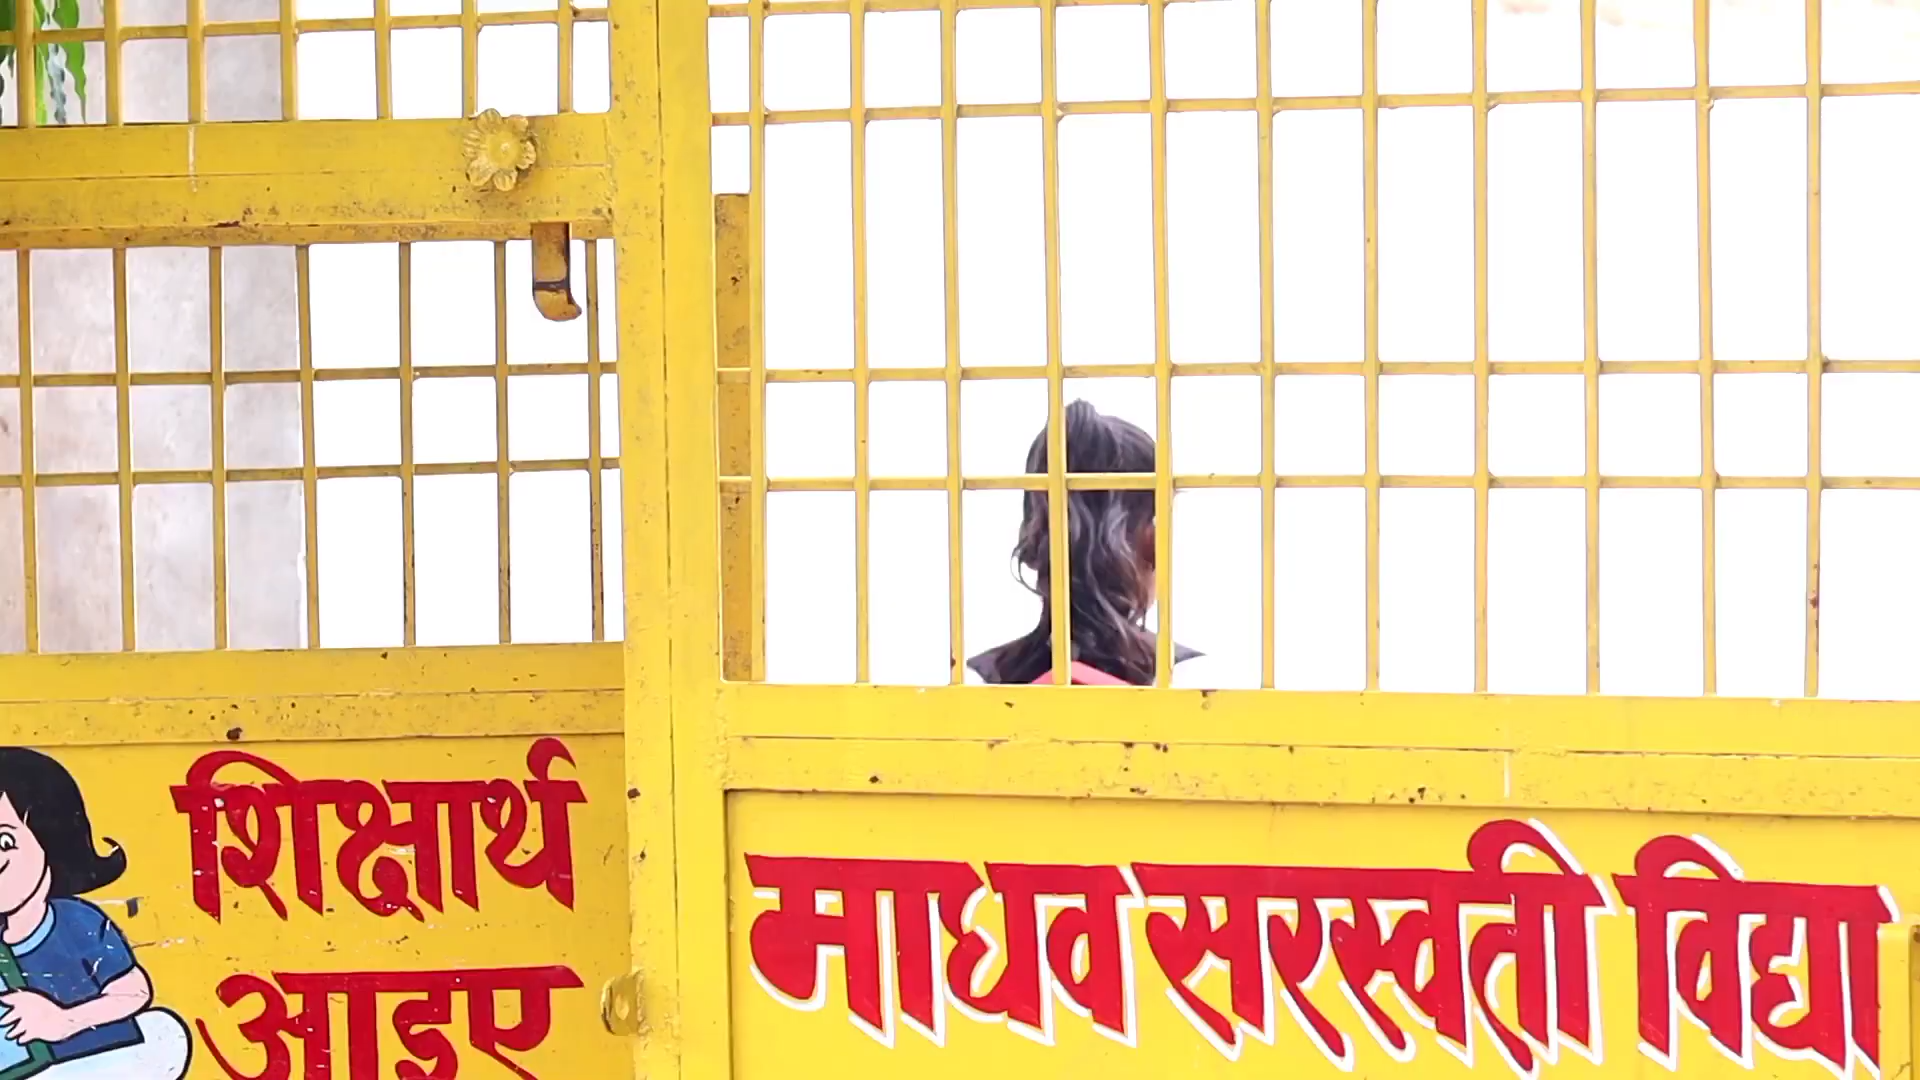 शिक्षार्थ
आइए
माधव सरस्वती विद्या